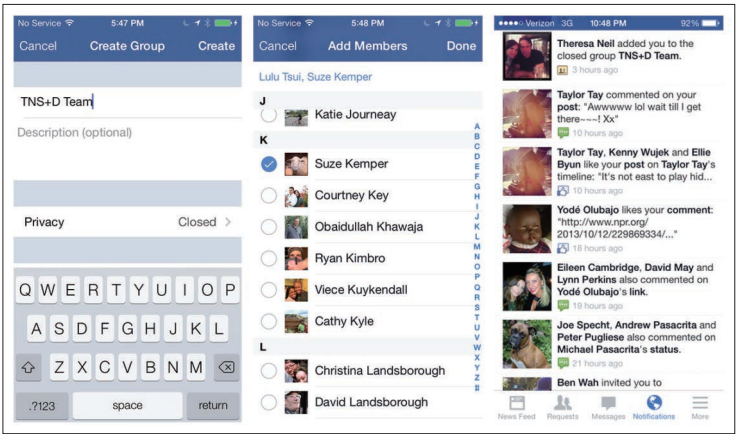 No Service 5:47 PM
Cancel Create Group Create
TNS+D Team
Description (optional)
Privacy Closed >
Q W E R T Y U I O P
A S D F G H J K L
Z X C V B N M
.?123 space return
No Service 5:48 PM
Cancel Add Members Done
Lulu Tsui, Suze Kemper
J
Katie Journeay
K
Suze Kemper
Courtney Key
Obaidullah Khawaja
Ryan Kimbro
Viece Kuykendall
Cathy Kyle
L
Christina Landsborough
David Landsborough
A
B
C
D
E
F
G
H
I
J
K
L
M
N
O
P
Q
R
S
T
U
V
W
X
Y
Z
#
Verizon 3G 10:48 PM 92%
Theresa Neil added you to the
closed group TNS+D Team.
3 hours ago
Taylor Tay commented on your
post: "Awwwww lol wait till I get
there~~~! Xx"
10 hours ago
Taylor Tay, Kenny Wujek and Ellie
Byun like your post on Taylor Tay's
timeline: "It's not east to play hid...
10 hours ago
Yodé Olubajo likes your comment:
"http://www.npr.org/
2013/10/12/229869334/..."
18 hours ago
Eileen Cambridge, David May and
Lynn Perkins also commented on
Yodé Olubajo's link.
19 hours ago
Joe Specht, Andrew Pasacrita and
Peter Pugliese also commented on
Michael Pasacrita's status.
21 hours ago
Ben Wah invited you to
News Feed Requests Messages Notifications More